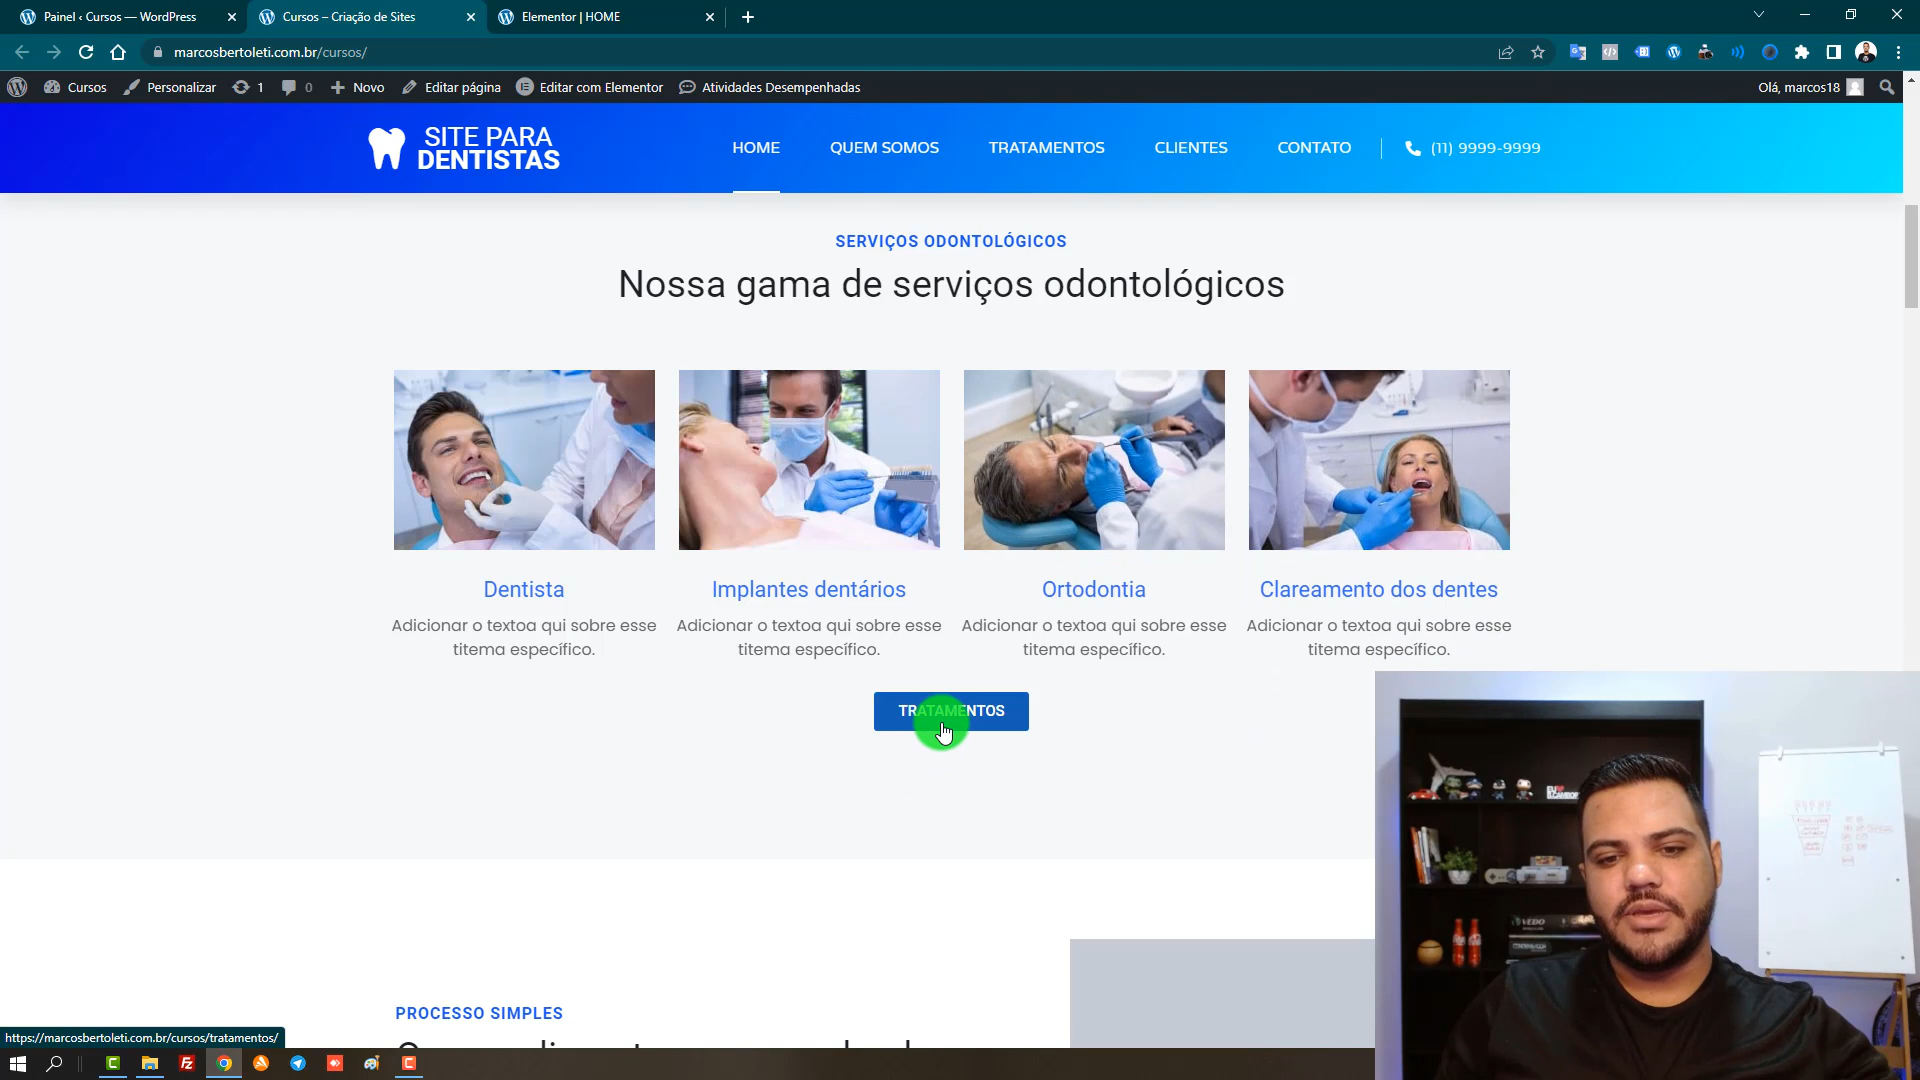 Painel ‹ Cursos — WordPress
Cursos – Criação de Sites
Elementor | HOME
marcosbertoleti.com.br/cursos/
Cursos
Personalizar
1
0
Novo
Editar página
Editar com Elementor
Atividades Desempenhadas
Olá, marcos18
SITE PARA
DENTISTAS
HOME
QUEM SOMOS
TRATAMENTOS
CLIENTES
CONTATO
(11) 9999-9999
SERVIÇOS ODONTOLÓGICOS
Nossa gama de serviços odontológicos
Dentista
Implantes dentários
Ortodontia
Clareamento dos dentes
Adicionar o textoa qui sobre esse
titema específico.
Adicionar o textoa qui sobre esse
titema específico.
Adicionar o textoa qui sobre esse
titema específico.
Adicionar o textoa qui sobre esse
titema específico.
TRATAMENTOS
PROCESSO SIMPLES
https://marcosbertoleti.com.br/cursos/tratamentos/